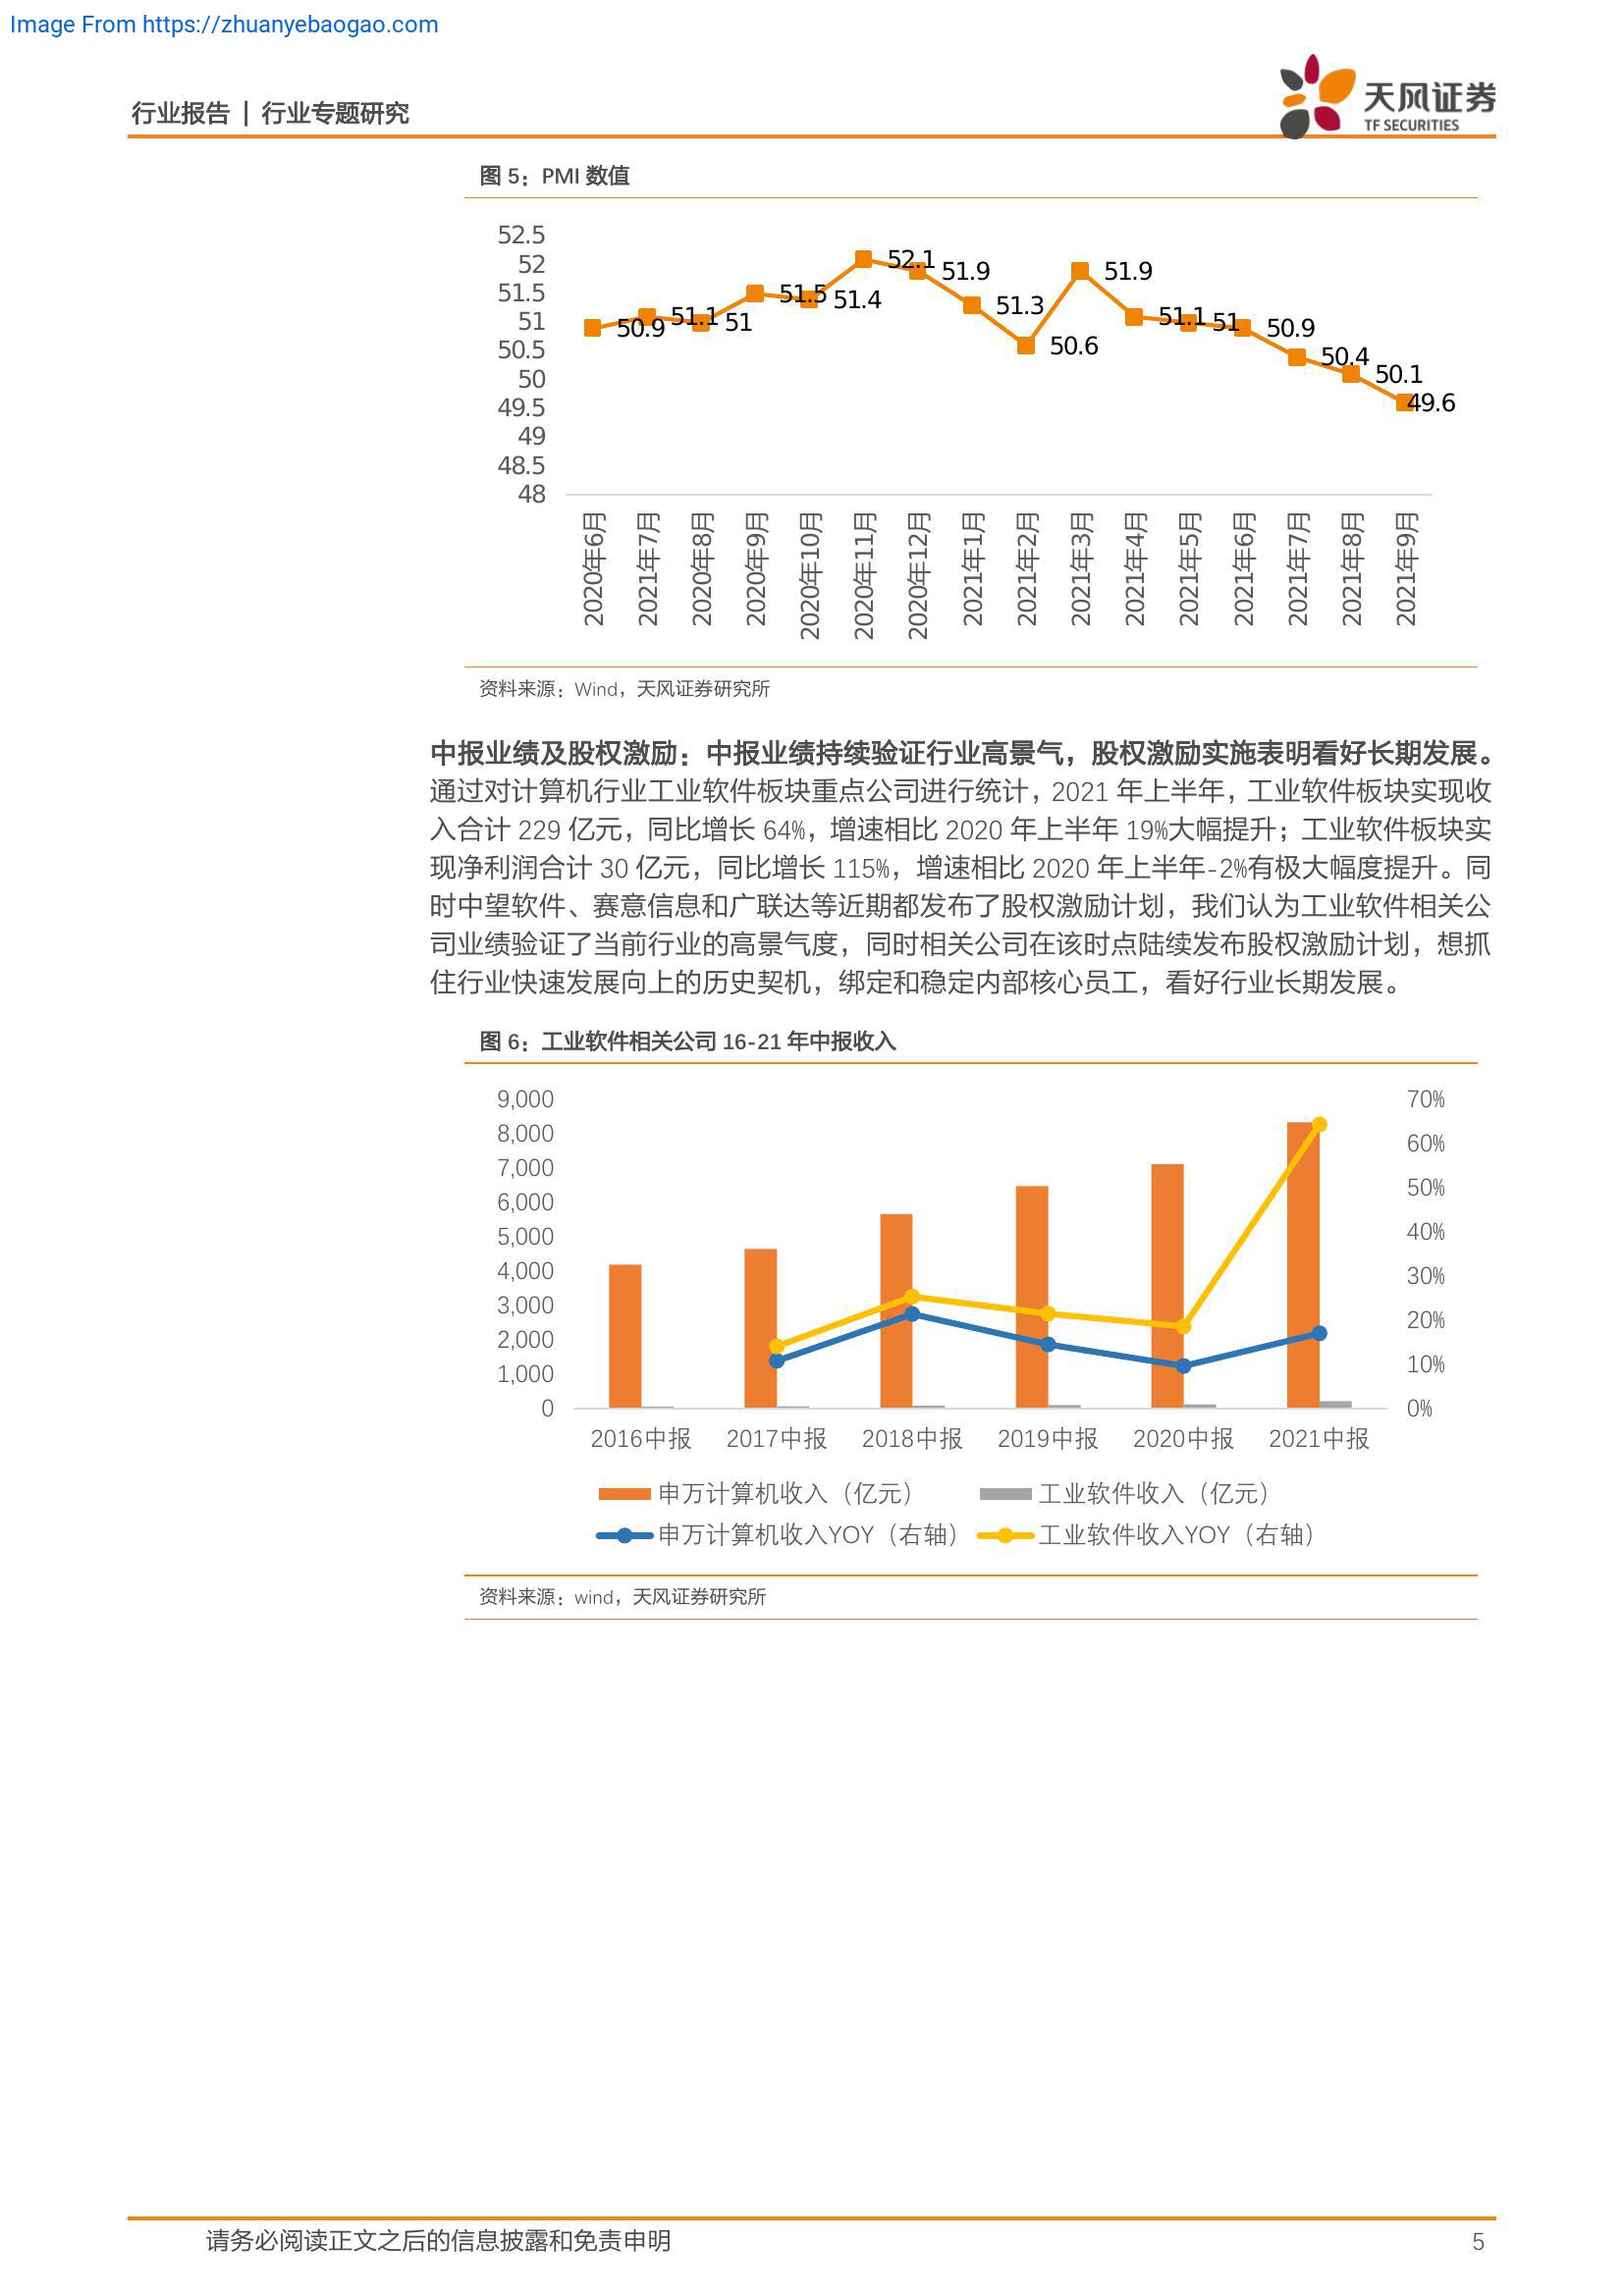 Image From https://zhuanyebaogao.com
行业报告 | 行业专题研究
天风证券
TF SECURITIES
图 5：PMI 数值
52.5
52
51.5
51
50.5
50
49.5
49
48.5
48
50.9
51.1
51
51.5
51.4
52.1
51.9
51.3
50.6
51.9
51.1
51
50.9
50.4
50.1
49.6
2020年6月
2021年7月
2020年8月
2020年9月
2020年10月
2020年11月
2020年12月
2021年1月
2021年2月
2021年3月
2021年4月
2021年5月
2021年6月
2021年7月
2021年8月
2021年9月
资料来源：Wind，天风证券研究所
中报业绩及股权激励：中报业绩持续验证行业高景气，股权激励实施表明看好长期发展。
通过对计算机行业工业软件板块重点公司进行统计，2021 年上半年，工业软件板块实现收
入合计 229 亿元，同比增长 64%，增速相比 2020 年上半年 19%大幅提升；工业软件板块实
现净利润合计 30 亿元，同比增长 115%，增速相比 2020 年上半年-2%有极大幅度提升。同
时中望软件、赛意信息和广联达等近期都发布了股权激励计划，我们认为工业软件相关公
司业绩验证了当前行业的高景气度，同时相关公司在该时点陆续发布股权激励计划，想抓
住行业快速发展向上的历史契机，绑定和稳定内部核心员工，看好行业长期发展。
图 6：工业软件相关公司 16-21 年中报收入
9,000
8,000
7,000
6,000
5,000
4,000
3,000
2,000
1,000
0
70%
60%
50%
40%
30%
20%
10%
0%
2016中报
2017中报
2018中报
2019中报
2020中报
2021中报
申万计算机收入（亿元）
工业软件收入（亿元）
申万计算机收入YOY（右轴）
工业软件收入YOY（右轴）
资料来源：wind，天风证券研究所
请务必阅读正文之后的信息披露和免责申明
5